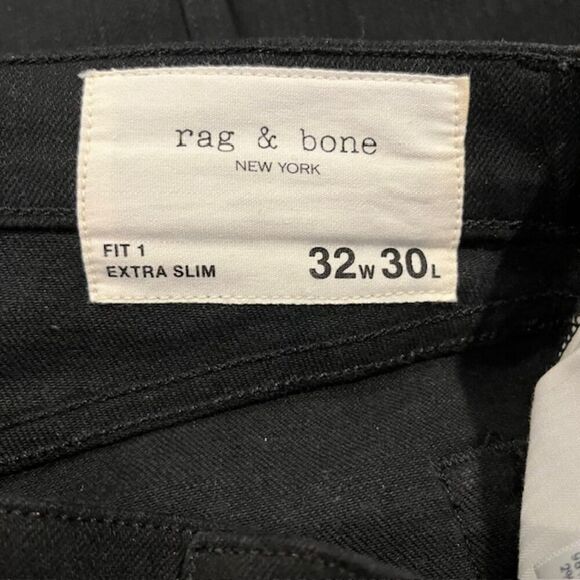 rag & bone
NEW YORK
FIT 1
EXTRA SLIM
32W 30L